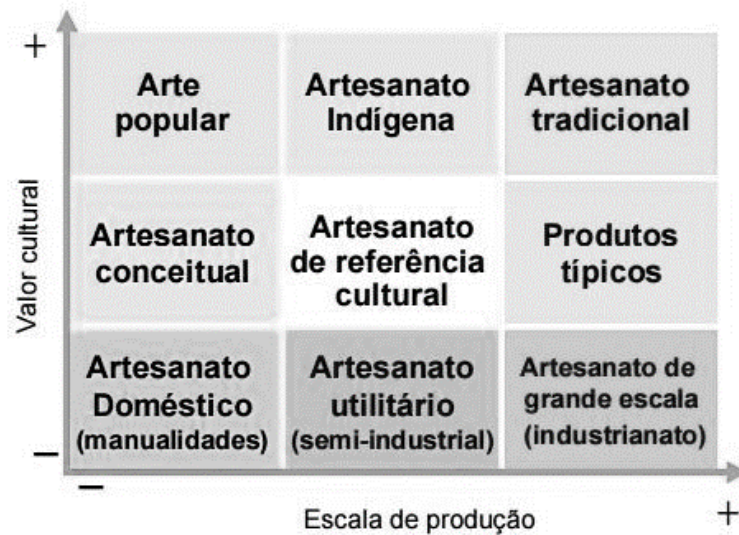 +
Arte
popular
Artesanato
Indígena
Artesanato
tradicional
Valor cultural
Artesanato
conceitual
Artesanato
de referência
cultural
Produtos
típicos
Artesanato
Doméstico
(manualidades)
Artesanato
utilitário
(semi-industrial)
Artesanato de
grande escala
(industrianato)
–
–
Escala de produção
+